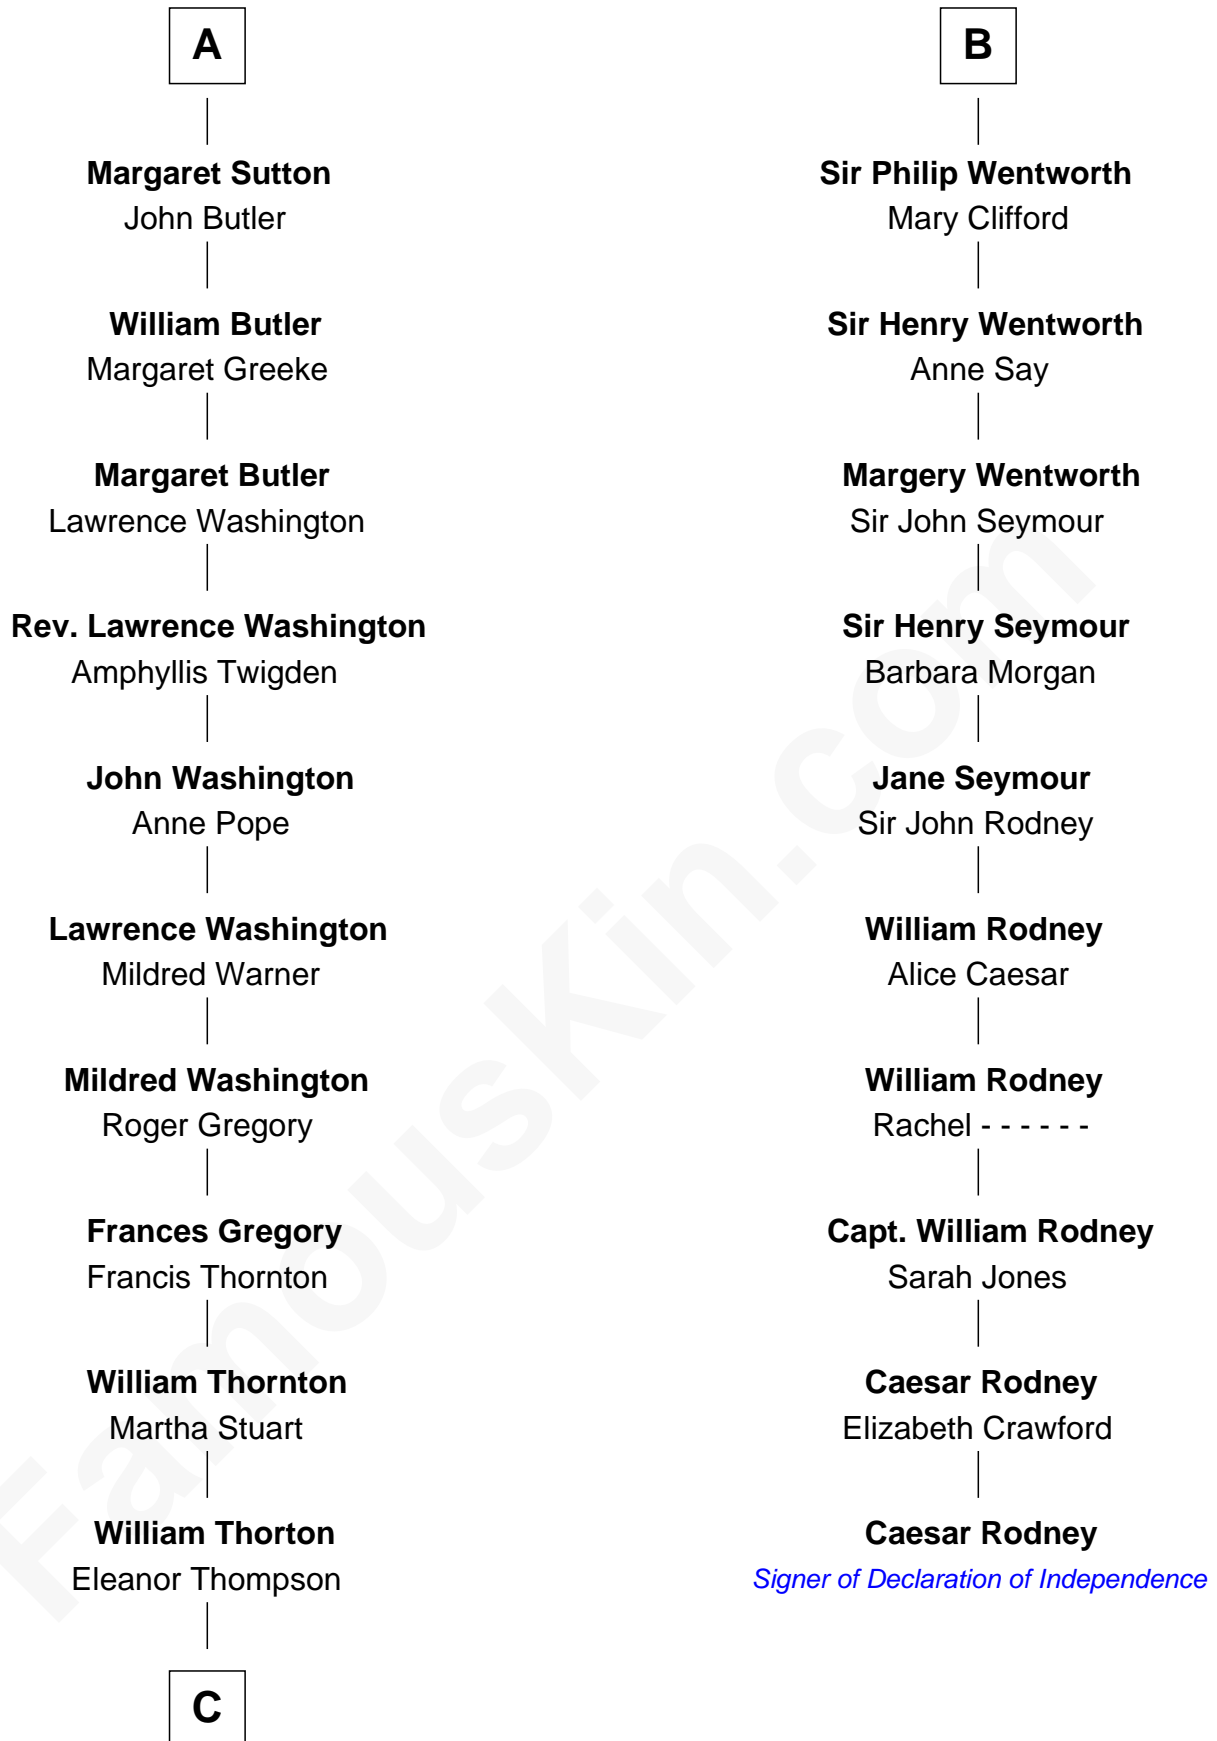 A
Margaret Sutton
John Butler
William Butler
Margaret Greeke
Margaret Butler
Lawrence Washington
Rev. Lawrence Washington
Amphyllis Twigden
John Washington
Anne Pope
Lawrence Washington
Mildred Warner
Mildred Washington
Roger Gregory
Frances Gregory
Francis Thornton
William Thornton
Martha Stuart
William Thorton
Eleanor Thompson
C
B
Sir Philip Wentworth
Mary Clifford
Sir Henry Wentworth
Anne Say
Margery Wentworth
Sir John Seymour
Sir Henry Seymour
Barbara Morgan
Jane Seymour
Sir John Rodney
William Rodney
Alice Caesar
William Rodney
Rachel - - - - - -
Capt. William Rodney
Sarah Jones
Caesar Rodney
Elizabeth Crawford
Caesar Rodney
Signer of Declaration of Independence
FamousKin.com